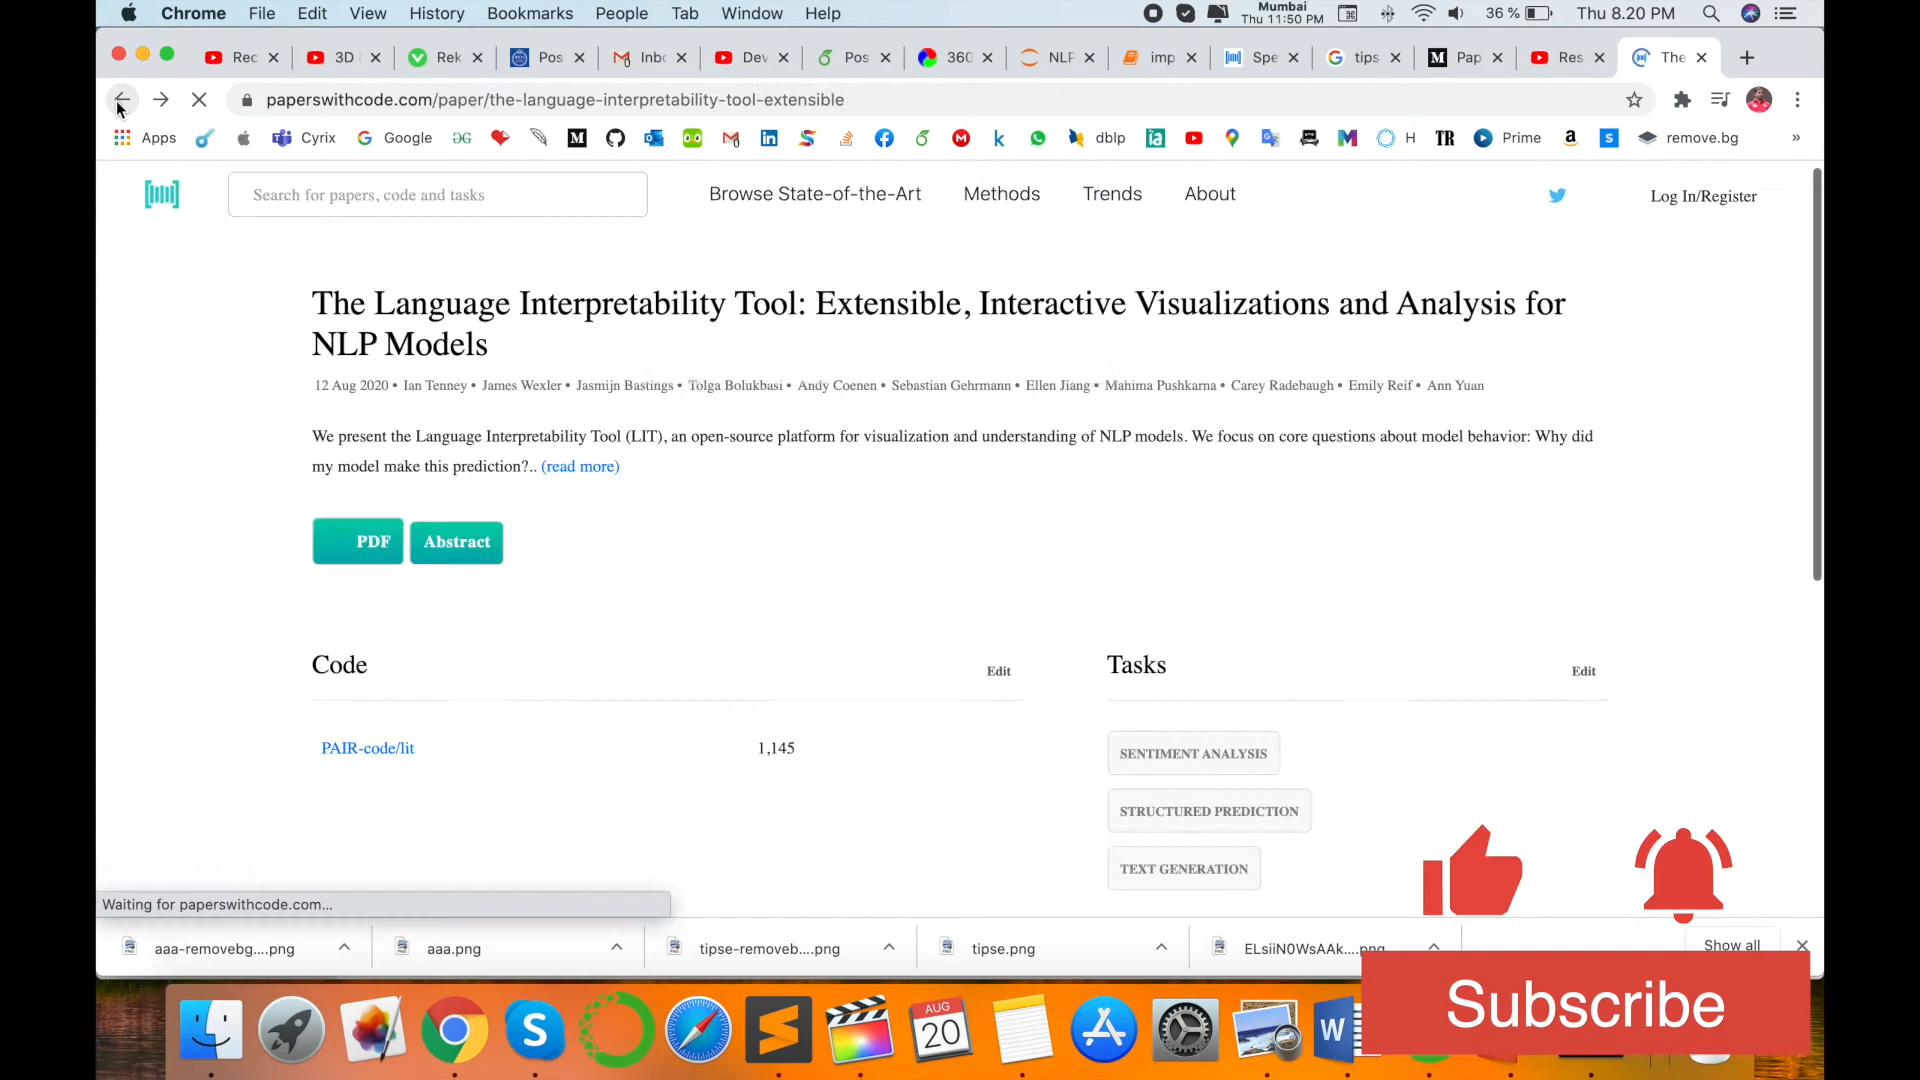 Chrome File Edit View History Bookmarks People Tab Window Help
Mumbai
Thu 11:50 PM
36 %
Thu 8.20 PM
Rec
3D
Rek
Pos
Inbo
Dev
Pos
360
NLP
imp
Spe
tips
Pap
Res
The
paperswithcode.com/paper/the-language-interpretability-tool-extensible
Apps
Cyrix
Google
dblp
H
TR
Prime
remove.bg
Search for papers, code and tasks
Browse State-of-the-Art
Methods
Trends
About
Log In/Register
The Language Interpretability Tool: Extensible, Interactive Visualizations and Analysis for
NLP Models
12 Aug 2020 • Ian Tenney • James Wexler • Jasmijn Bastings • Tolga Bolukbasi • Andy Coenen • Sebastian Gehrmann • Ellen Jiang • Mahima Pushkarna • Carey Radebaugh • Emily Reif • Ann Yuan
We present the Language Interpretability Tool (LIT), an open-source platform for visualization and understanding of NLP models. We focus on core questions about model behavior: Why did
my model make this prediction?.. (read more)
PDF
Abstract
Code
Edit
Tasks
Edit
PAIR-code/lit
1,145
SENTIMENT ANALYSIS
STRUCTURED PREDICTION
TEXT GENERATION
Waiting for paperswithcode.com...
aaa-removebg....png
aaa.png
tipse-removeb....png
tipse.png
ELsiiN0WsAAk....png
Show all
Subscribe
AUG
20